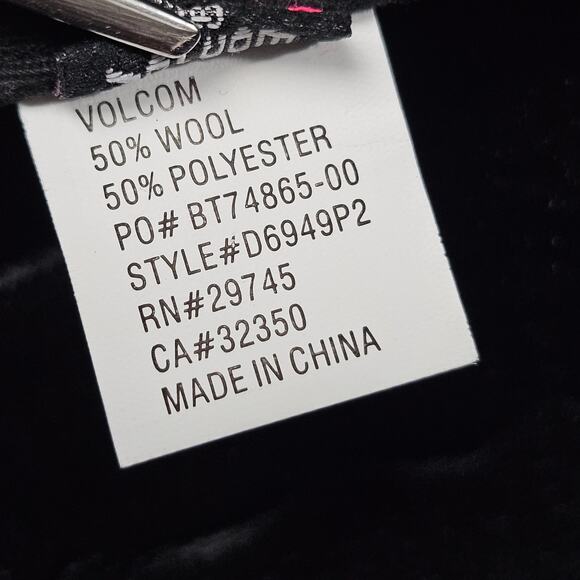 VOLCOM
50% WOOL
50% POLYESTER
PO# BT74865-00
STYLE#D6949P2
RN#29745
CA#32350
MADE IN CHINA